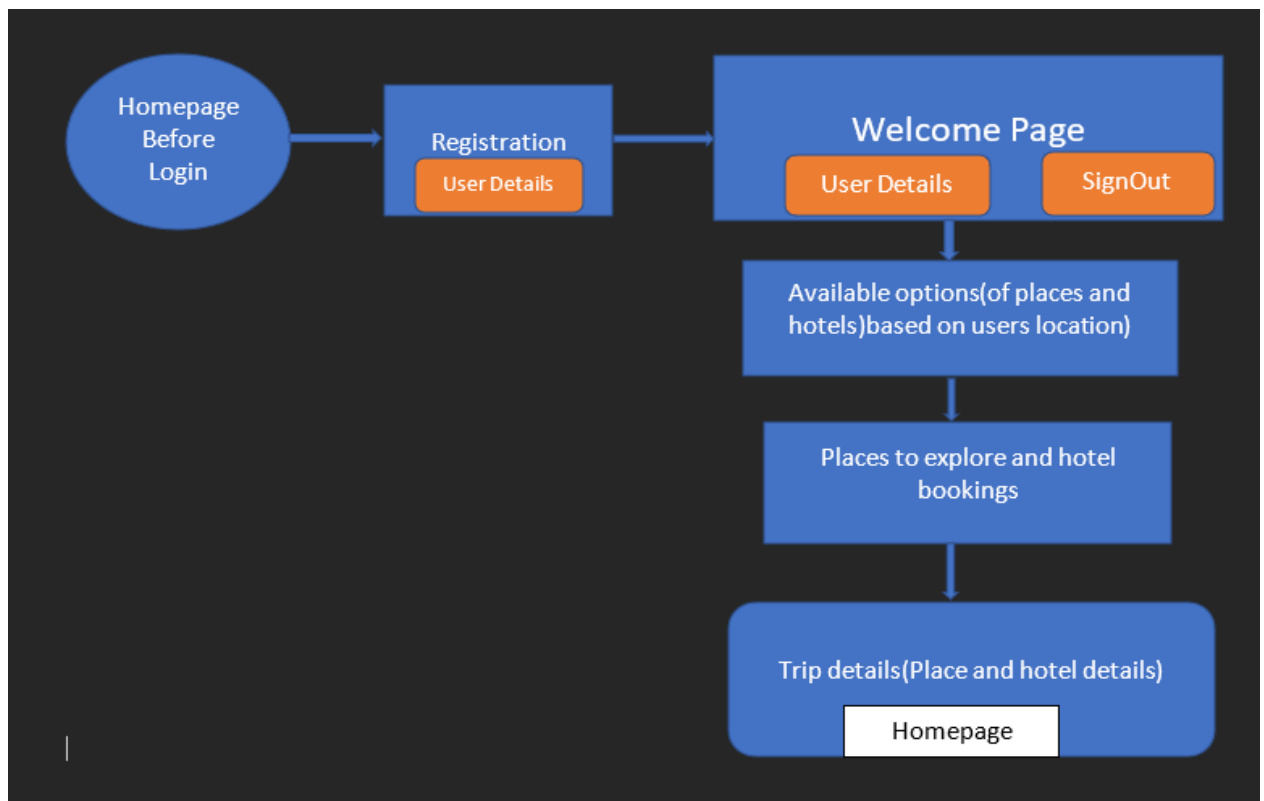 Homepage
Before
Login
Registration
User Details
Welcome Page
User Details
SignOut
Available options(of places and
hotels)based on users location)
Places to explore and hotel
bookings
Trip details(Place and hotel details)
Homepage